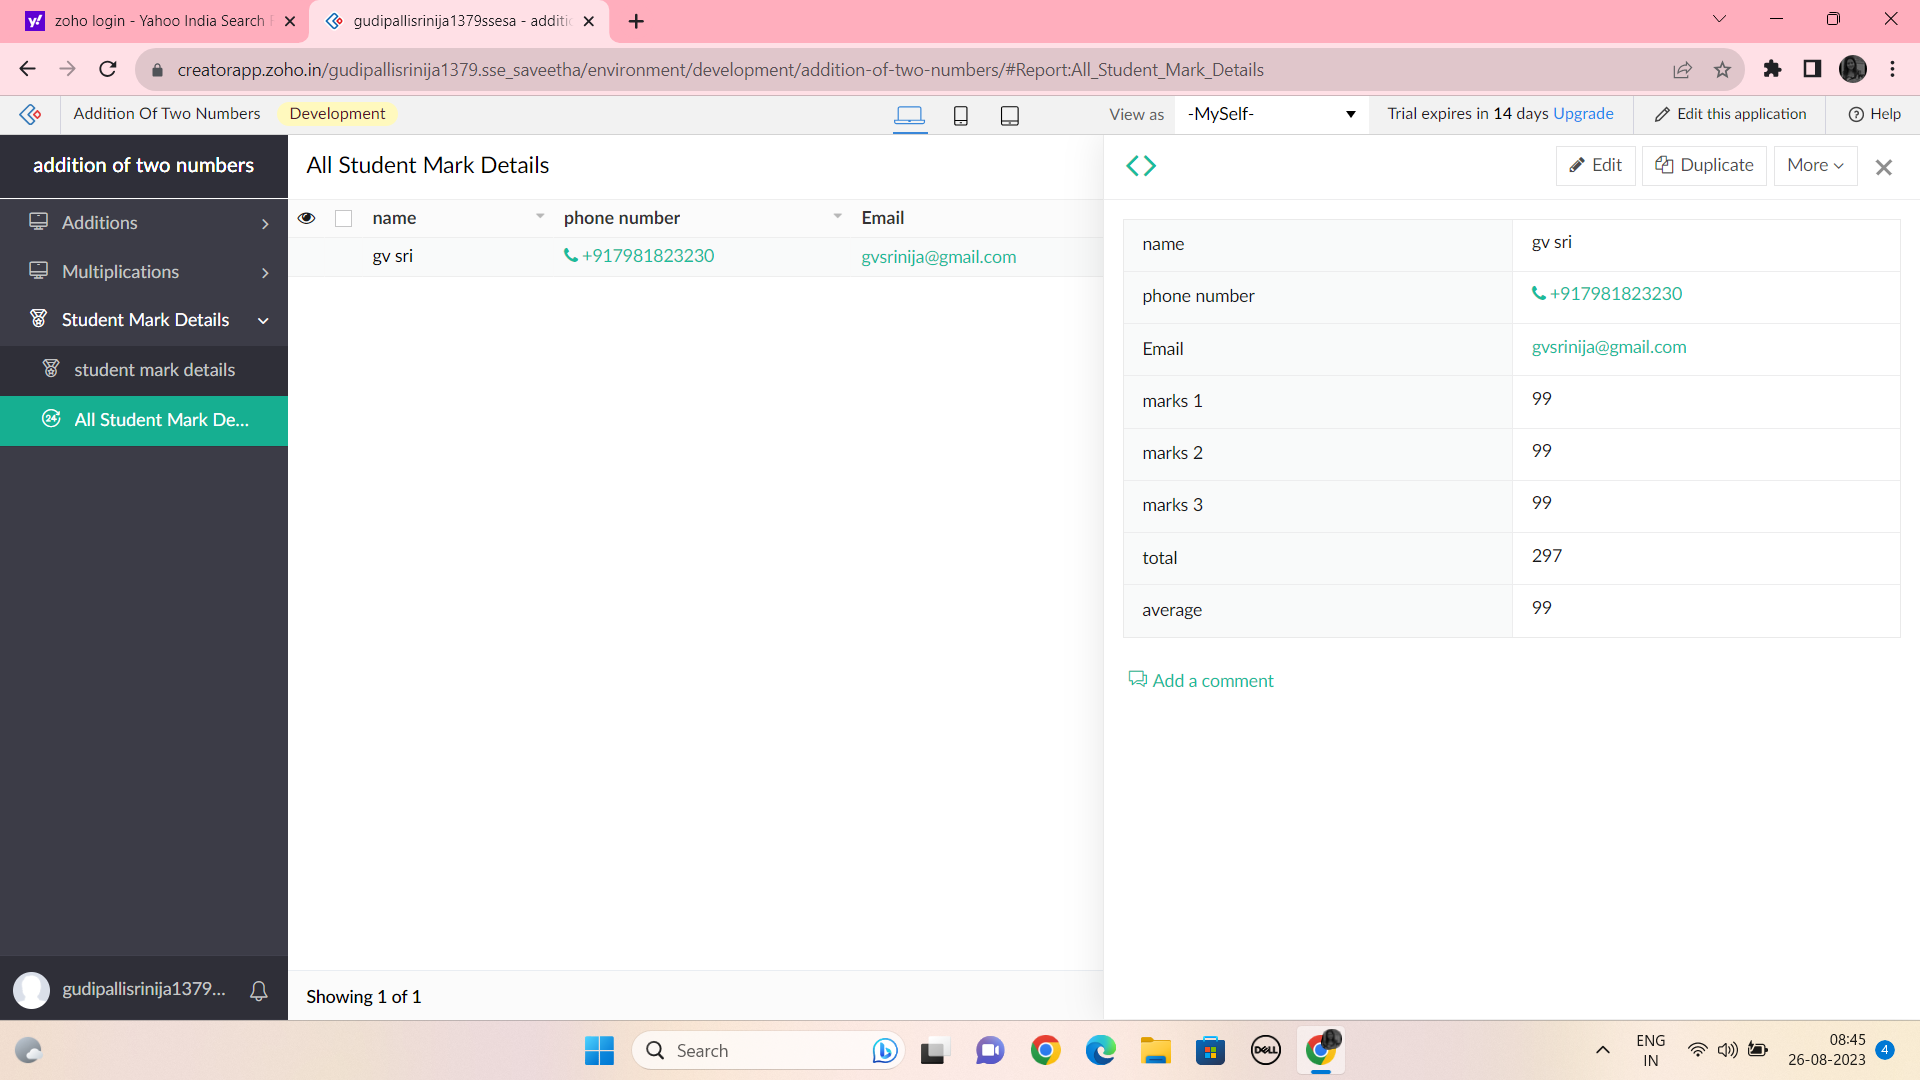 zoho login - Yahoo India Search
gudipallisrinija1379ssesa - additi
creatorapp.zoho.in/gudipallisrinija1379.sse_saveetha/environment/development/addition-of-two-numbers/#Report:All_Student_Mark_Details
Addition Of Two Numbers Development View as -MySelf- Trial expires in 14 days Upgrade Edit this application Help
addition of two numbers
Additions
Multiplications
Student Mark Details
student mark details
All Student Mark De...
gudipallisrinija1379...
All Student Mark Details
name phone number Email
gv sri +917981823230 gvsrinija@gmail.com
Showing 1 of 1
Edit Duplicate More
name gv sri
phone number +917981823230
Email gvsrinija@gmail.com
marks 1 99
marks 2 99
marks 3 99
total 297
average 99
Add a comment
Search
DELL
ENG
IN
08:45
26-08-2023
4